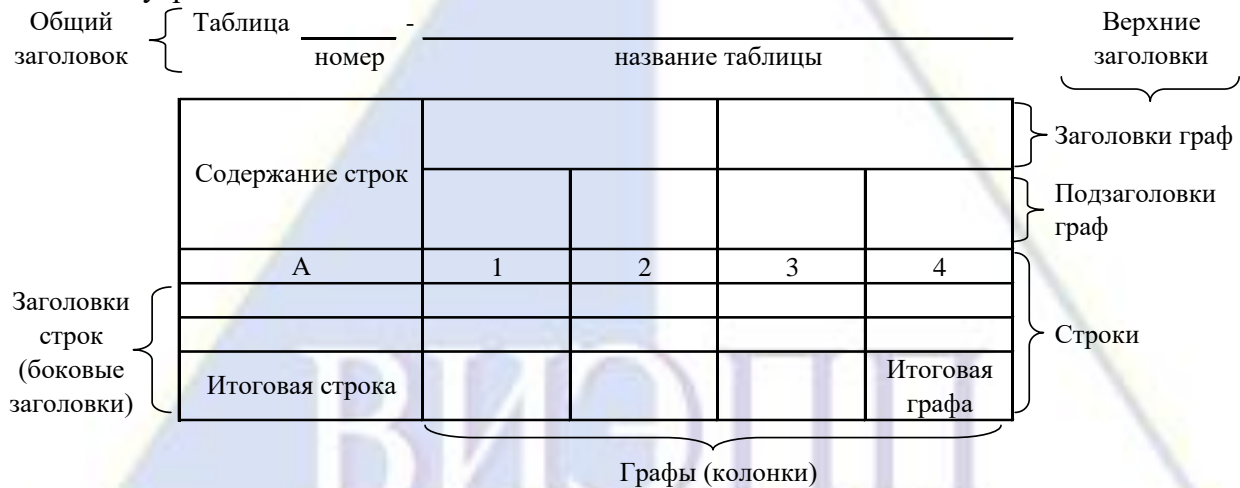 Общий заголовок
Таблица -
номер
название таблицы
Верхние заголовки
Содержание строк
Заголовки граф
Подзаголовки граф
А 1 2 3 4
Заголовки строк (боковые заголовки)
Строки
Итоговая строка
Итоговая графа
Графы (колонки)
ВИЭПП